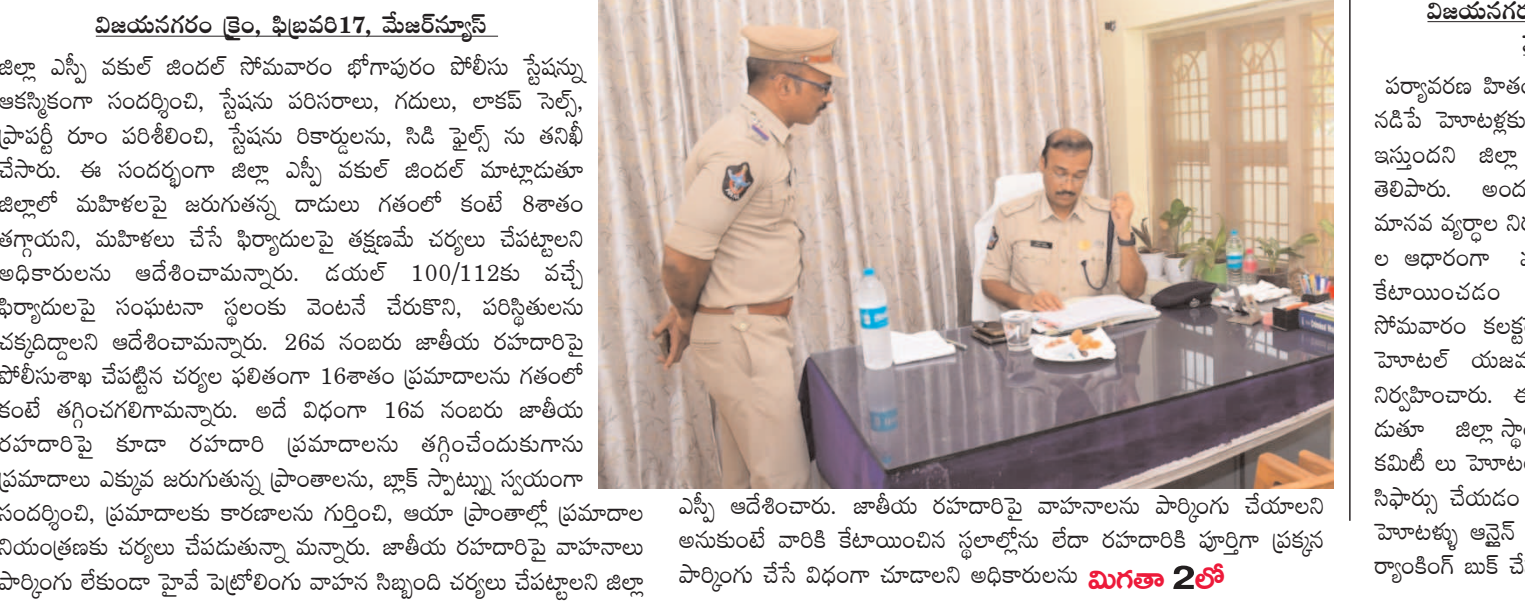 విజయనగరం క్రైం, ఫిబ్రవరి17, మేజర్‌న్యూస్
జిల్లా ఎస్పీ వకుల్ జిందల్ సోమవారం భోగాపురం పోలీసు స్టేషన్ను
ఆకస్మికంగా సందర్శించి, స్టేషను పరిసరాలు, గదులు, లాకప్ సెల్స్,
ప్రాపర్టీ రూం పరిశీలించి, స్టేషను రికార్డులను, సిడి ఫైల్స్ ను తనిఖీ
చేసారు. ఈ సందర్భంగా జిల్లా ఎస్పీ వకుల్ జిందల్ మాట్లాడుతూ
జిల్లాలో మహిళలపై జరుగుతన్న దాడులు గతంలో కంటే 8శాతం
తగ్గాయని, మహిళలు చేసే ఫిర్యాదులపై తక్షణమే చర్యలు చేపట్టాలని
అధికారులను ఆదేశించామన్నారు. డయల్ 100/112కు వచ్చే
ఫిర్యాదులపై సంఘటనా స్థలంకు వెంటనే చేరుకొని, పరిస్థితులను
చక్కదిద్దాలని ఆదేశించామన్నారు. 26వ నంబరు జాతీయ రహదారిపై
పోలీసుశాఖ చేపట్టిన చర్యల ఫలితంగా 16శాతం ప్రమాదాలను గతంలో
కంటే తగ్గించగలిగామన్నారు. అదే విధంగా 16వ నంబరు జాతీయ
రహదారిపై కూడా రహదారి ప్రమాదాలను తగ్గించేందుకుగాను
ప్రమాదాలు ఎక్కువ జరుగుతున్న ప్రాంతాలను, బ్లాక్ స్పాట్స్ను స్వయంగా
సందర్శించి, ప్రమాదాలకు కారణాలను గుర్తించి, ఆయా ప్రాంతాల్లో ప్రమాదాల
నియంత్రణకు చర్యలు చేపడుతున్నా మన్నారు. జాతీయ రహదారిపై వాహనాలు
పార్కింగు లేకుండా హైవే పెట్రోలింగు వాహన సిబ్బంది చర్యలు చేపట్టాలని జిల్లా
ఎస్పీ ఆదేశించారు. జాతీయ రహదారిపై వాహనాలను పార్కింగు చేయాలని
అనుకుంటే వారికి కేటాయించిన స్థలాల్లోను లేదా రహదారికి పూర్తిగా ప్రక్కన
పార్కింగు చేసే విధంగా చూడాలని అధికారులను మిగతా 2లో
విజయనగర
పర్యావరణ హితం
నడిపే హెూటళ్లకు
ఇస్తుందని జిల్లా
తెలిపారు. అంద
మానవ వ్యర్థాల నిర
ల ఆధారంగా
కేటాయించడం
సోమవారం కలక్ట
హెూటల్ యజమ
నిర్వహించారు. ఈ
డుతూ జిల్లా స్థా
కమిటీ లు హెూటల
సిఫార్సు చేయడం
హెూటళ్ళు ఆన్లైన్
ర్యాంకింగ్ బుక్ చే